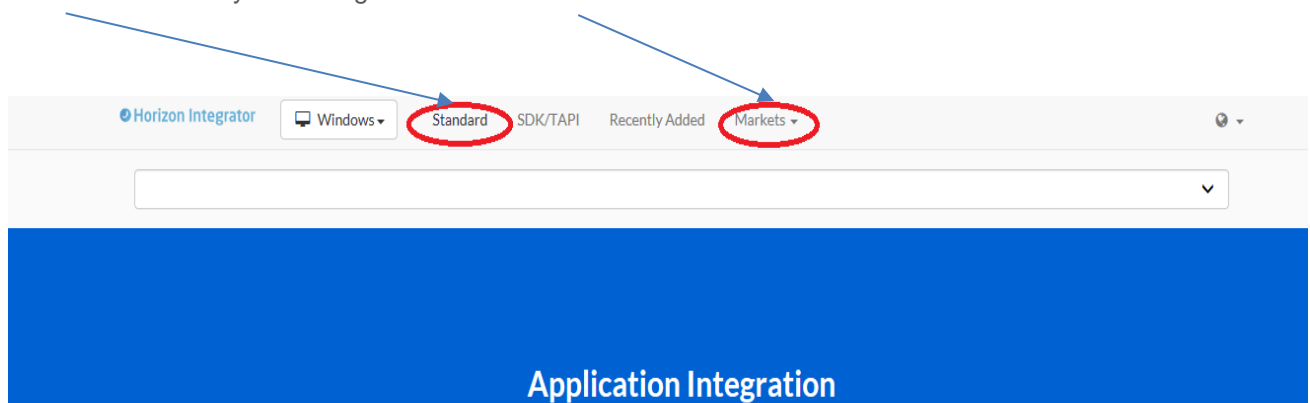 Horizon Integrator Windows Standard SDK/TAPI Recently Added Markets
Application Integration